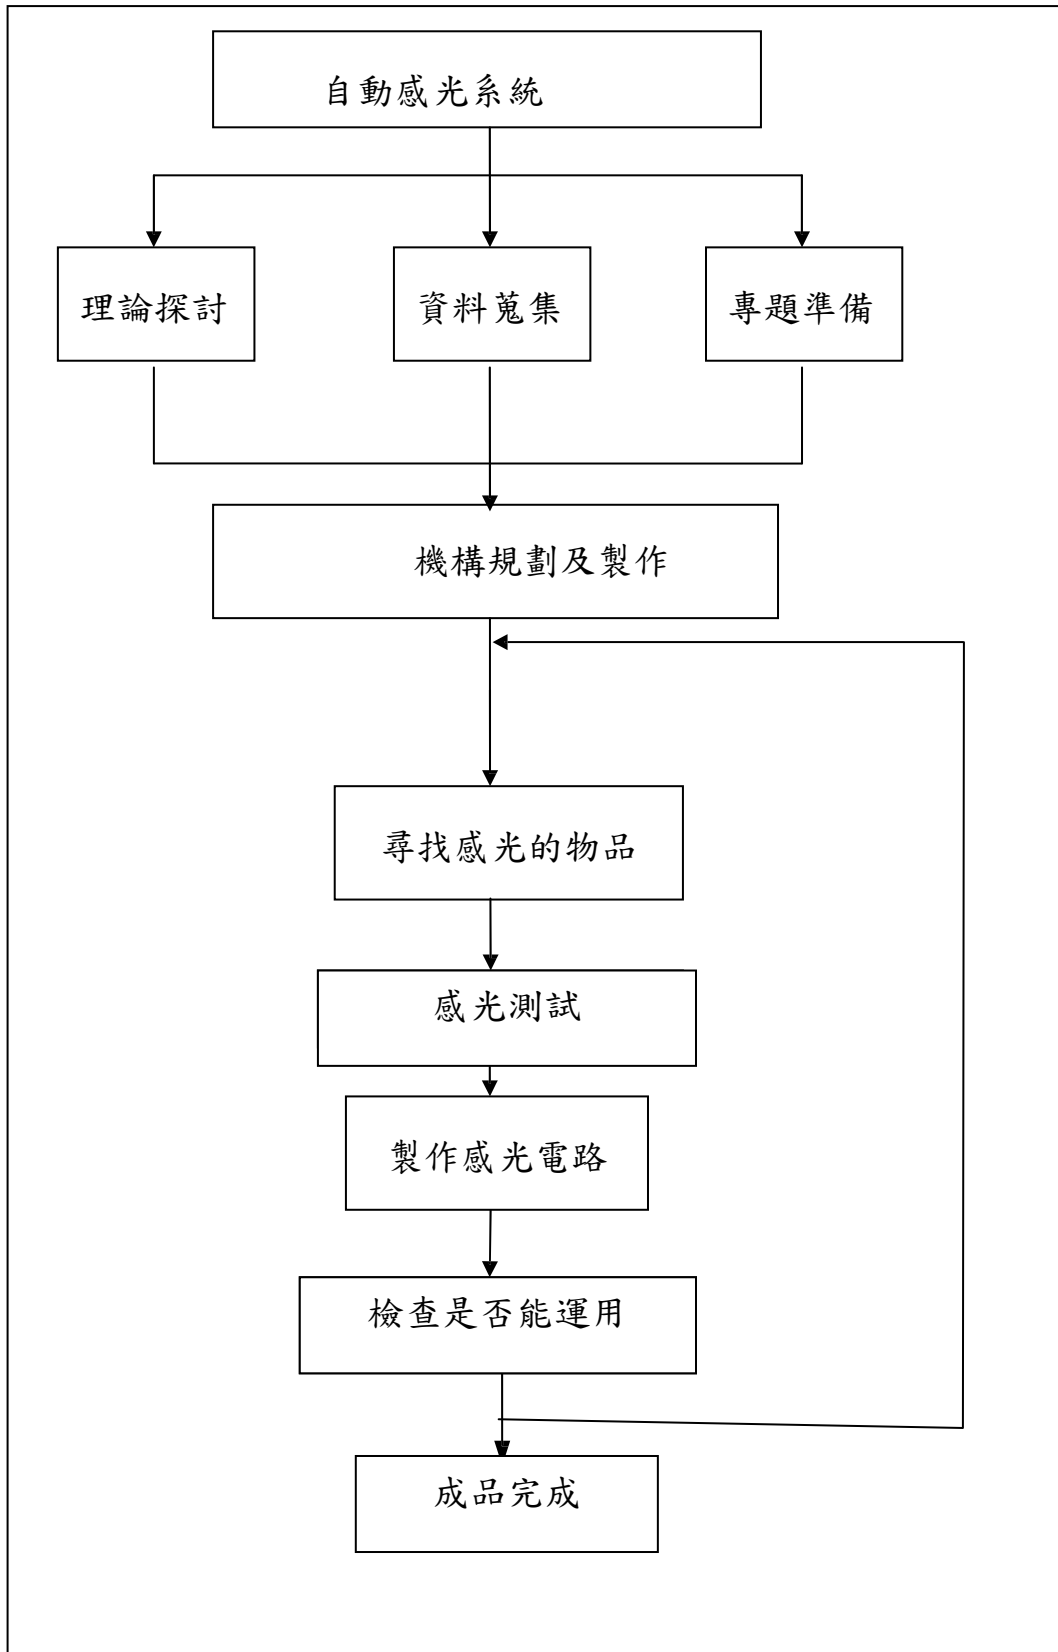 自動感光系統
理論探討
資料蒐集
專題準備
機構規劃及製作
尋找感光的物品
感光測試
製作感光電路
檢查是否能運用
成品完成